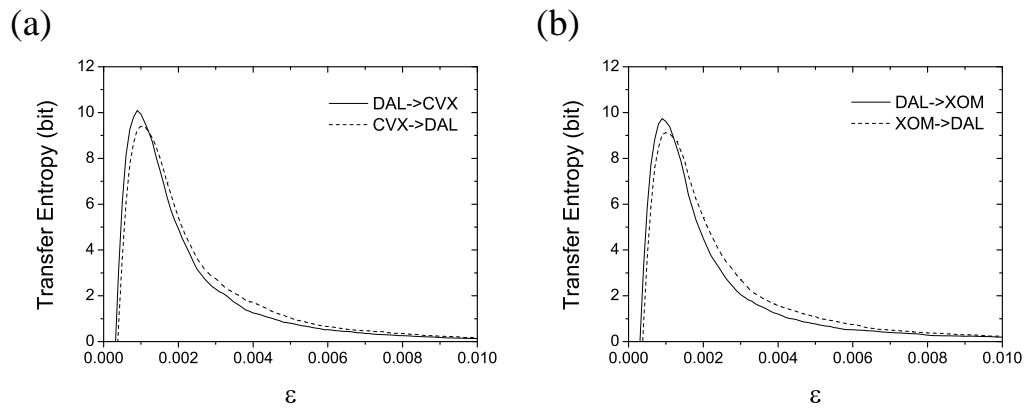 (a)
12
10
8
6
4
2
0
Transfer Entropy (bit)
DAL->CVX
CVX->DAL
0.000 0.002 0.004 0.006 0.008 0.010
ε
(b)
12
10
8
6
4
2
0
Transfer Entropy (bit)
DAL->XOM
XOM->DAL
0.000 0.002 0.004 0.006 0.008 0.010
ε